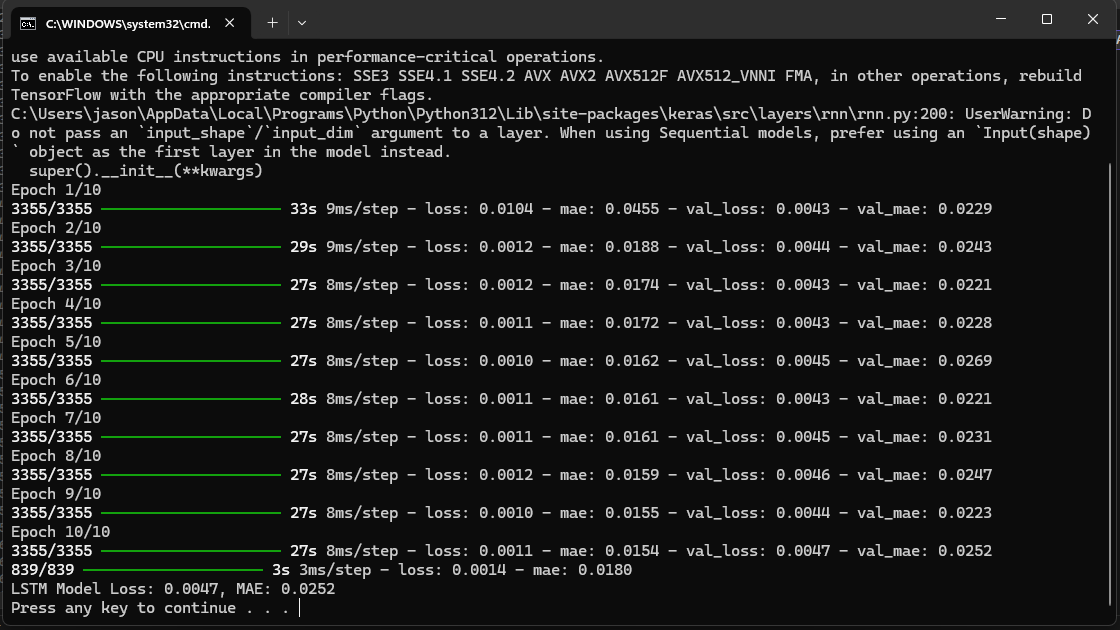 C:\WINDOWS\system32\cmd.
use available CPU instructions in performance-critical operations.
To enable the following instructions: SSE3 SSE4.1 SSE4.2 AVX AVX2 AVX512F AVX512_VNNI FMA, in other operations, rebuild
TensorFlow with the appropriate compiler flags.
C:\Users\jason\AppData\Local\Programs\Python\Python312\Lib\site-packages\keras\src\layers\rnn\rnn.py:200: UserWarning: D
o not pass an `input_shape`/`input_dim` argument to a layer. When using Sequential models, prefer using an `Input(shape)
` object as the first layer in the model instead.
super().__init__(**kwargs)
Epoch 1/10
3355/3355 33s 9ms/step - loss: 0.0104 - mae: 0.0455 - val_loss: 0.0043 - val_mae: 0.0229
Epoch 2/10
3355/3355 29s 9ms/step - loss: 0.0012 - mae: 0.0188 - val_loss: 0.0044 - val_mae: 0.0243
Epoch 3/10
3355/3355 27s 8ms/step - loss: 0.0012 - mae: 0.0174 - val_loss: 0.0043 - val_mae: 0.0221
Epoch 4/10
3355/3355 27s 8ms/step - loss: 0.0011 - mae: 0.0172 - val_loss: 0.0043 - val_mae: 0.0228
Epoch 5/10
3355/3355 27s 8ms/step - loss: 0.0010 - mae: 0.0162 - val_loss: 0.0045 - val_mae: 0.0269
Epoch 6/10
3355/3355 28s 8ms/step - loss: 0.0011 - mae: 0.0161 - val_loss: 0.0043 - val_mae: 0.0221
Epoch 7/10
3355/3355 27s 8ms/step - loss: 0.0011 - mae: 0.0161 - val_loss: 0.0045 - val_mae: 0.0231
Epoch 8/10
3355/3355 27s 8ms/step - loss: 0.0012 - mae: 0.0159 - val_loss: 0.0046 - val_mae: 0.0247
Epoch 9/10
3355/3355 27s 8ms/step - loss: 0.0010 - mae: 0.0155 - val_loss: 0.0044 - val_mae: 0.0223
Epoch 10/10
3355/3355 27s 8ms/step - loss: 0.0011 - mae: 0.0154 - val_loss: 0.0047 - val_mae: 0.0252
839/839 3s 3ms/step - loss: 0.0014 - mae: 0.0180
LSTM Model Loss: 0.0047, MAE: 0.0252
Press any key to continue . . .